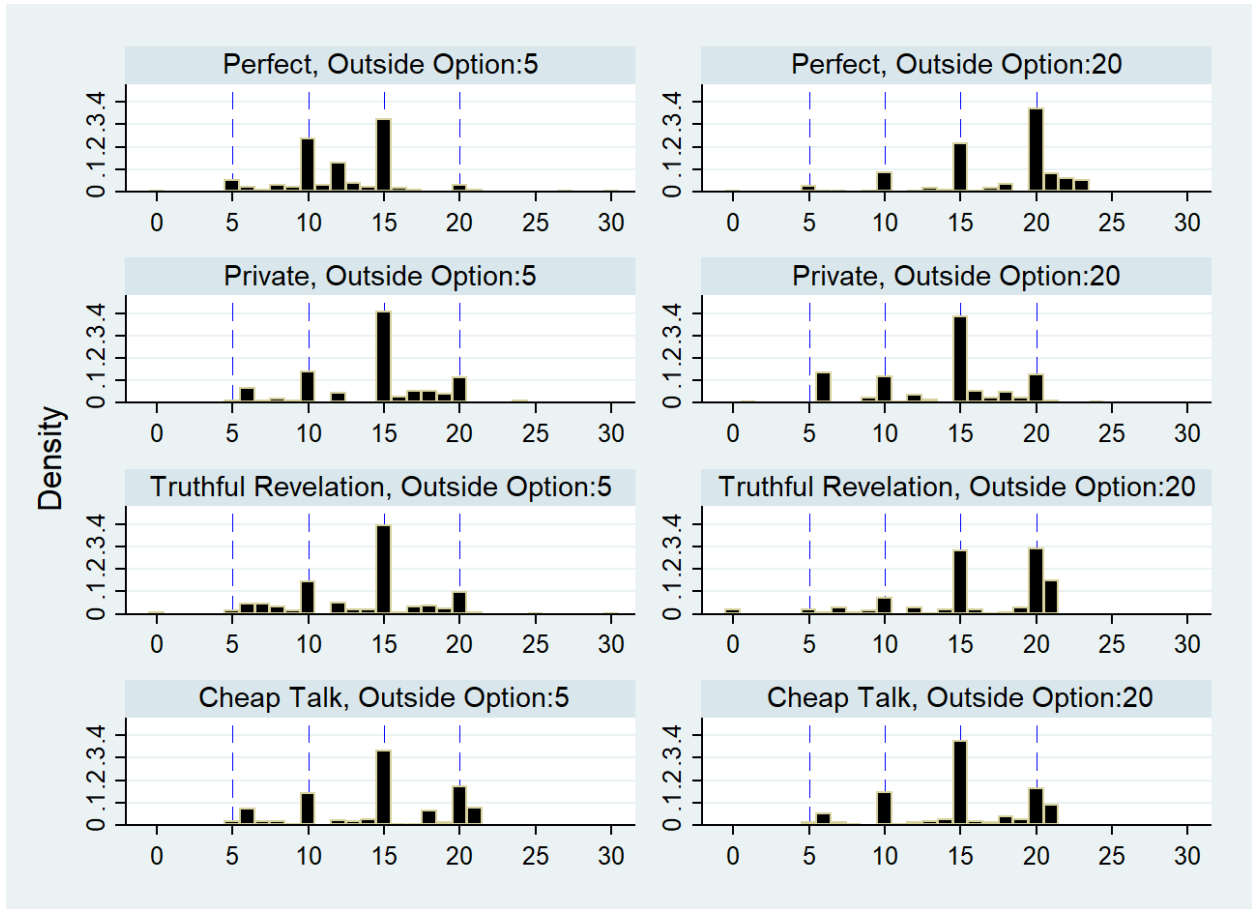 Density
Perfect, Outside Option:5
0 .1.2.3.4
0 5 10 15 20 25 30
Perfect, Outside Option:20
0 .1.2.3.4
0 5 10 15 20 25 30
Private, Outside Option:5
0 .1.2.3.4
0 5 10 15 20 25 30
Private, Outside Option:20
0 .1.2.3.4
0 5 10 15 20 25 30
Truthful Revelation, Outside Option:5
0 .1.2.3.4
0 5 10 15 20 25 30
Truthful Revelation, Outside Option:20
0 .1.2.3.4
0 5 10 15 20 25 30
Cheap Talk, Outside Option:5
0 .1.2.3.4
0 5 10 15 20 25 30
Cheap Talk, Outside Option:20
0 .1.2.3.4
0 5 10 15 20 25 30